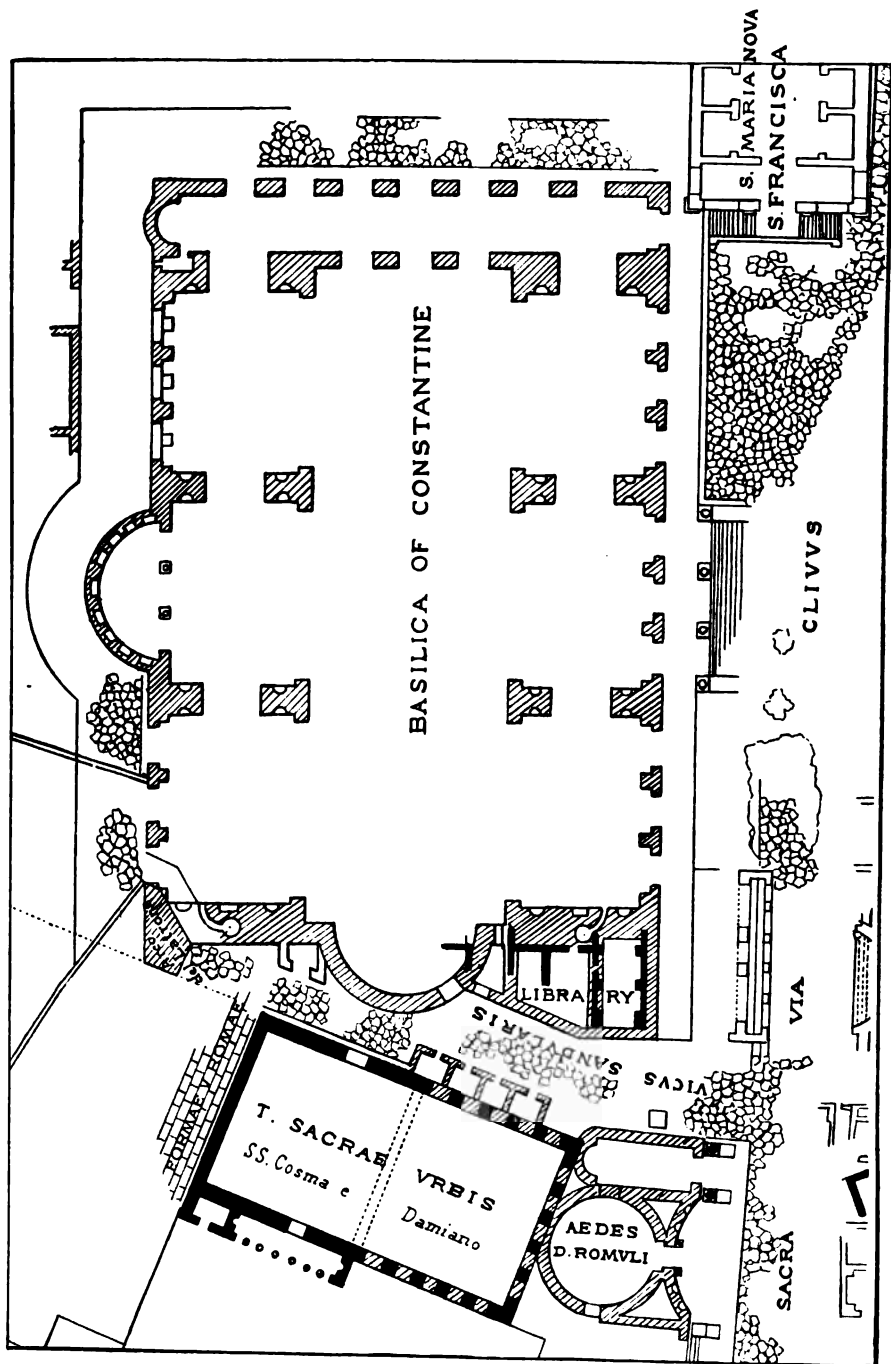 S. MARIA NOVA
S. FRANCISCA
BASILICA OF CONSTANTINE
CLIVVS
LIBRARY
VICVS
SANDVLARIS
VIA
SACRA
FORMAE V ROMAE
T. SACRAE
VRBIS
SS. Cosma e
Damiano
AEDES
D. ROMVLI